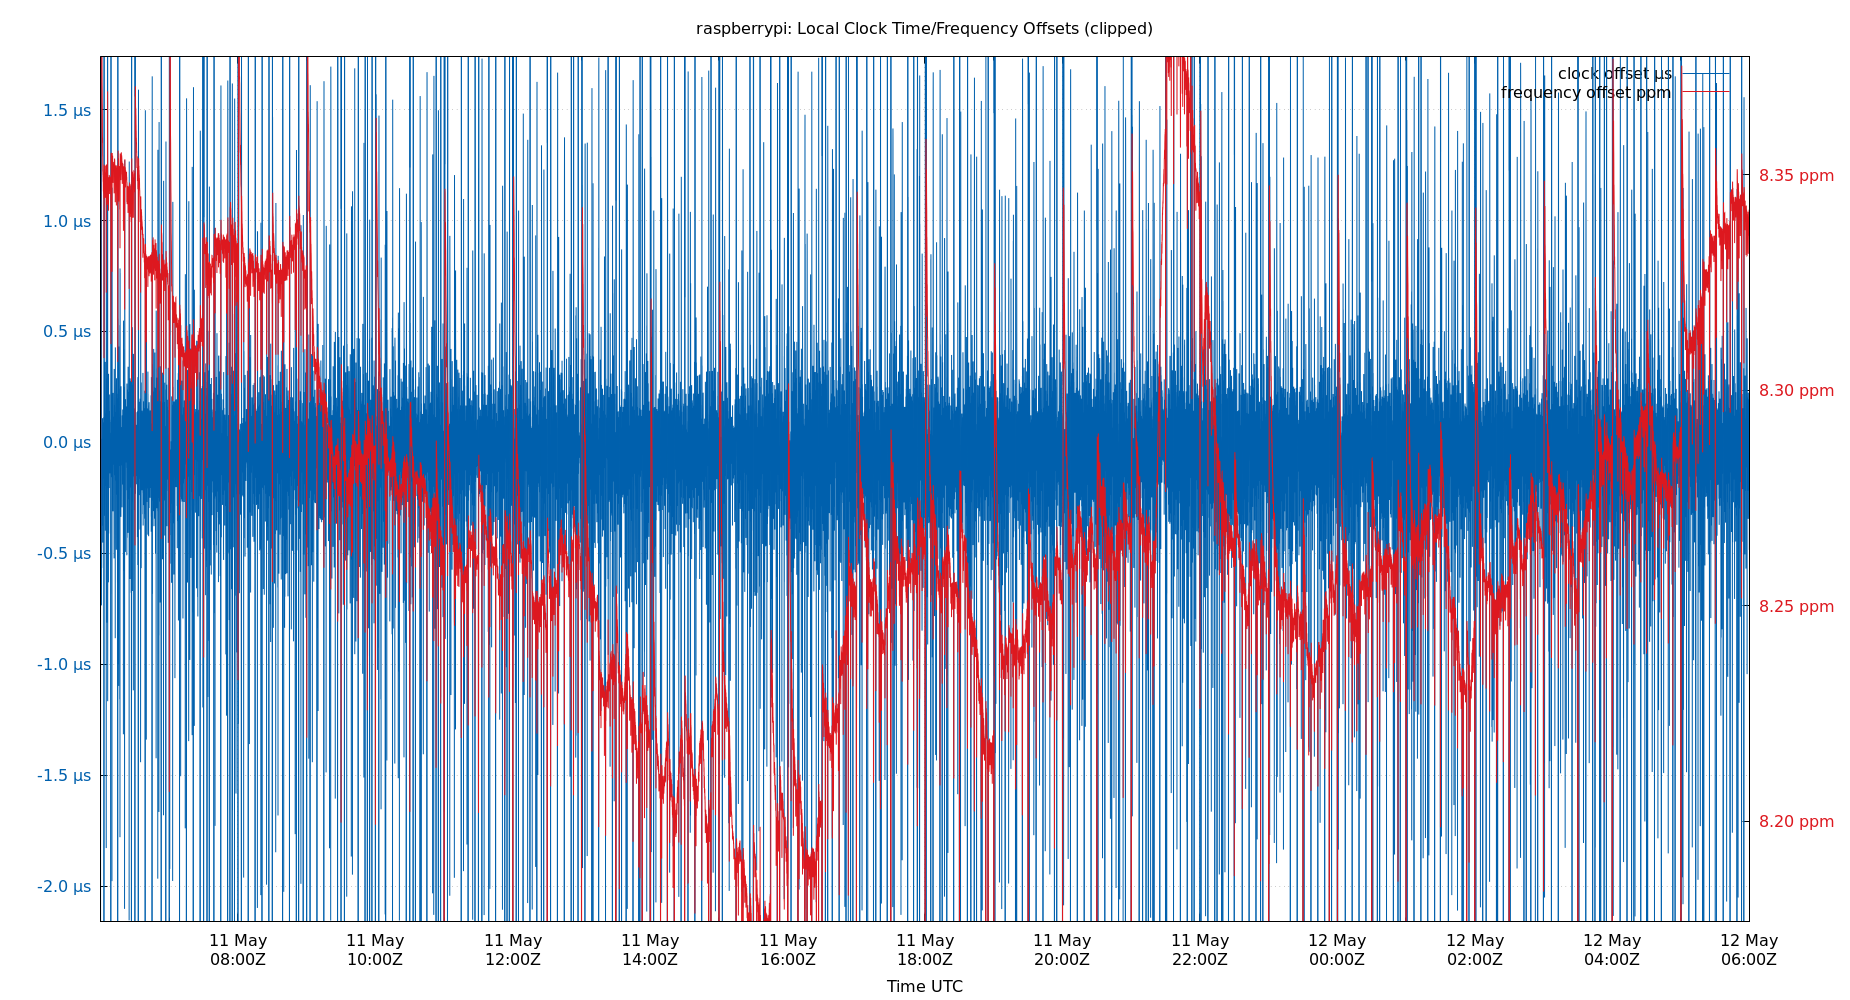 raspberrypi: Local Clock Time/Frequency Offsets (clipped)
clock offset µs
frequency offset ppm
1.5 µs
1.0 µs
0.5 µs
0.0 µs
-0.5 µs
-1.0 µs
-1.5 µs
-2.0 µs
8.35 ppm
8.30 ppm
8.25 ppm
8.20 ppm
11 May 11 May 11 May 11 May 11 May 11 May 11 May 11 May 12 May 12 May 12 May 12 May
08:00Z 10:00Z 12:00Z 14:00Z 16:00Z 18:00Z 20:00Z 22:00Z 00:00Z 02:00Z 04:00Z 06:00Z
Time UTC